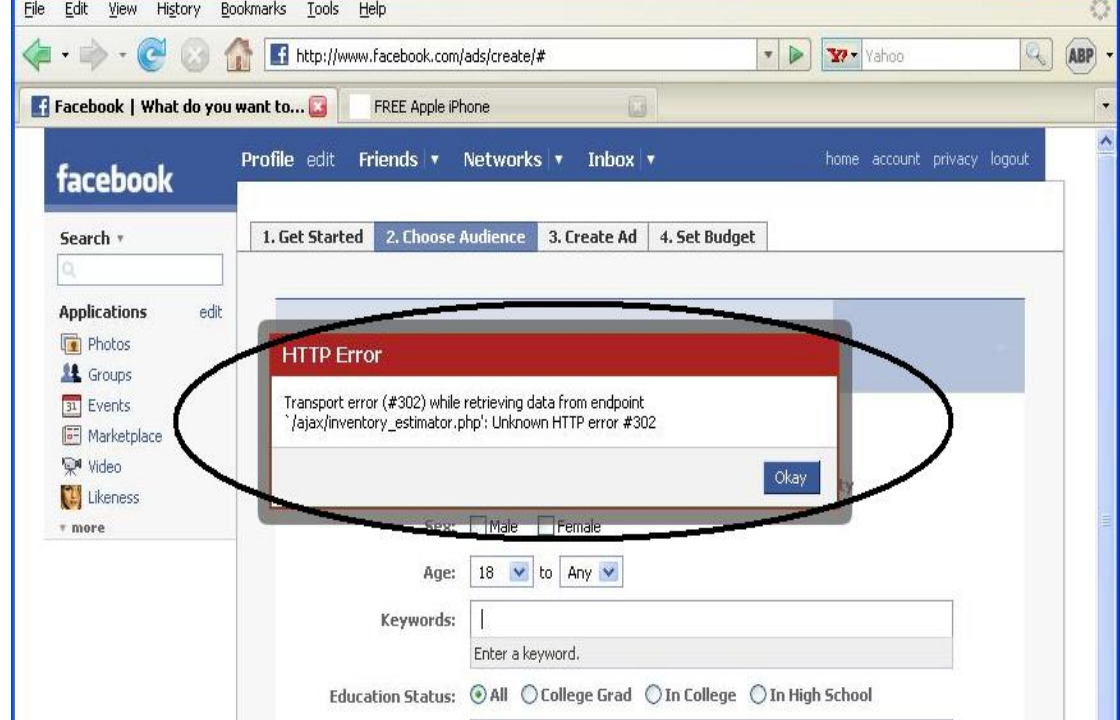 File Edit View History Bookmarks Tools Help
http://www.facebook.com/ads/create/#
Y! Yahoo
ABP
Facebook | What do you want to...
FREE Apple iPhone
facebook
Profile edit Friends Networks Inbox
home account privacy logout
Search
1. Get Started 2. Choose Audience 3. Create Ad 4. Set Budget
Applications edit
Photos
Groups
31 Events
Marketplace
Video
Likeness
more
HTTP Error
Transport error (#302) while retrieving data from endpoint
`/ajax/inventory_estimator.php': Unknown HTTP error #302
Okay
Sex: Male Female
Age: 18 to Any
Keywords:
Enter a keyword.
Education Status: All College Grad In College In High School